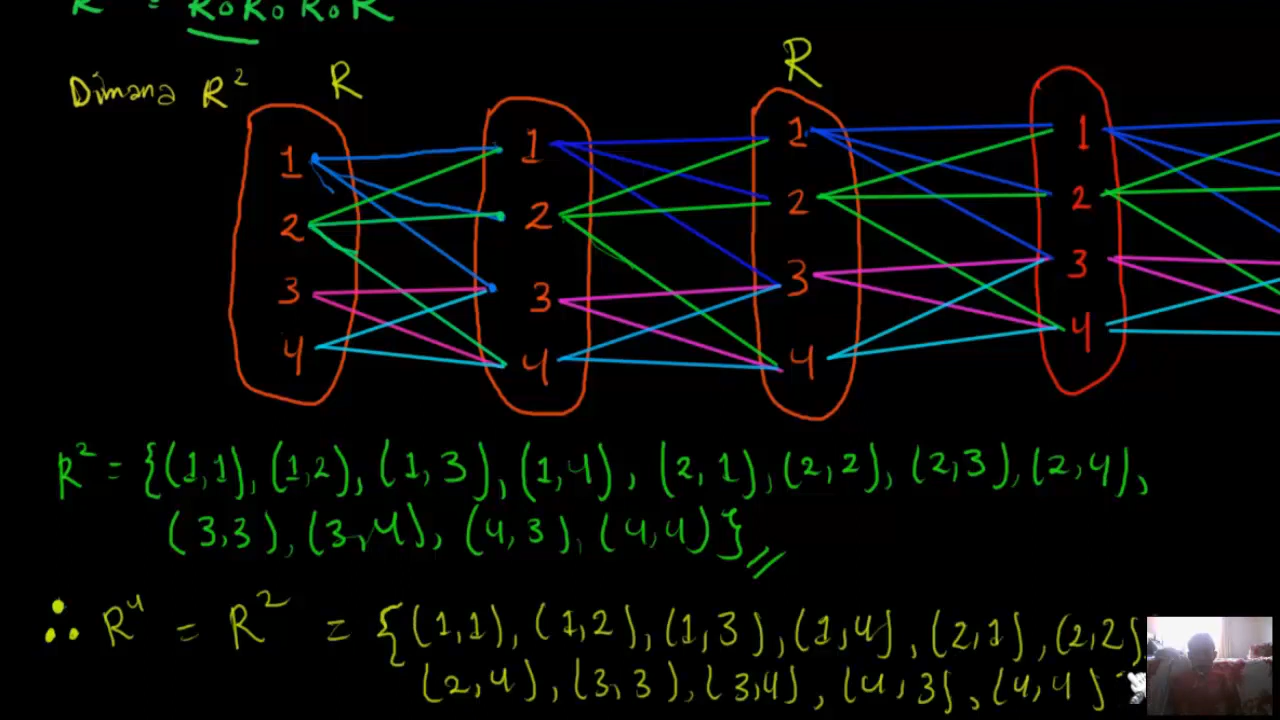 R = R∘R∘R∘R
Dimana R² R R
1 1 1 1
2 2 2 2
3 3 3 3
4 4 4 4
R² = {(1,1), (1,2), (1,3), (1,4), (2,1), (2,2), (2,3), (2,4),
(3,3), (3,4), (4,3), (4,4)}
∴ R⁴ = R² = {(1,1), (1,2), (1,3), (1,4), (2,1), (2,2)
(2,4), (3,3), (3,4), (4,3), (4,4)